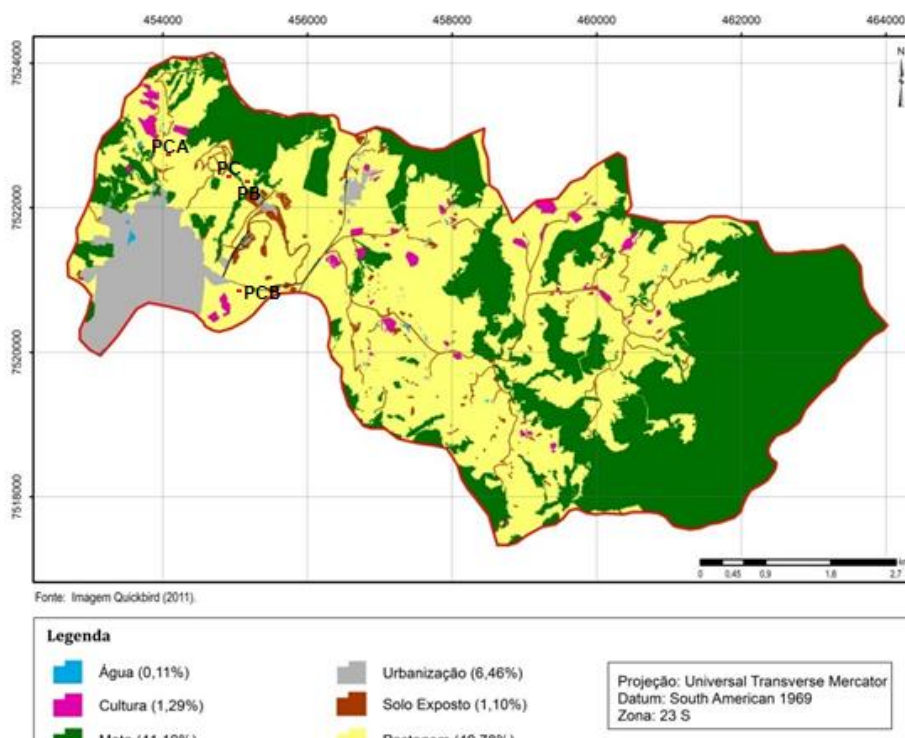 454000 456000 458000 460000 462000 464000
7524000
N
PCA
PC
PB
7522000
PCB
7520000
7518000
0 0,45 0,9 1,8 2,7
Fonte: Imagem Quickbird (2011).
Legenda
Água (0,11%)
Urbanização (6,46%)
Cultura (1,29%)
Solo Exposto (1,10%)
Projeção: Universal Transverse Mercator
Datum: South American 1969
Zona: 23 S